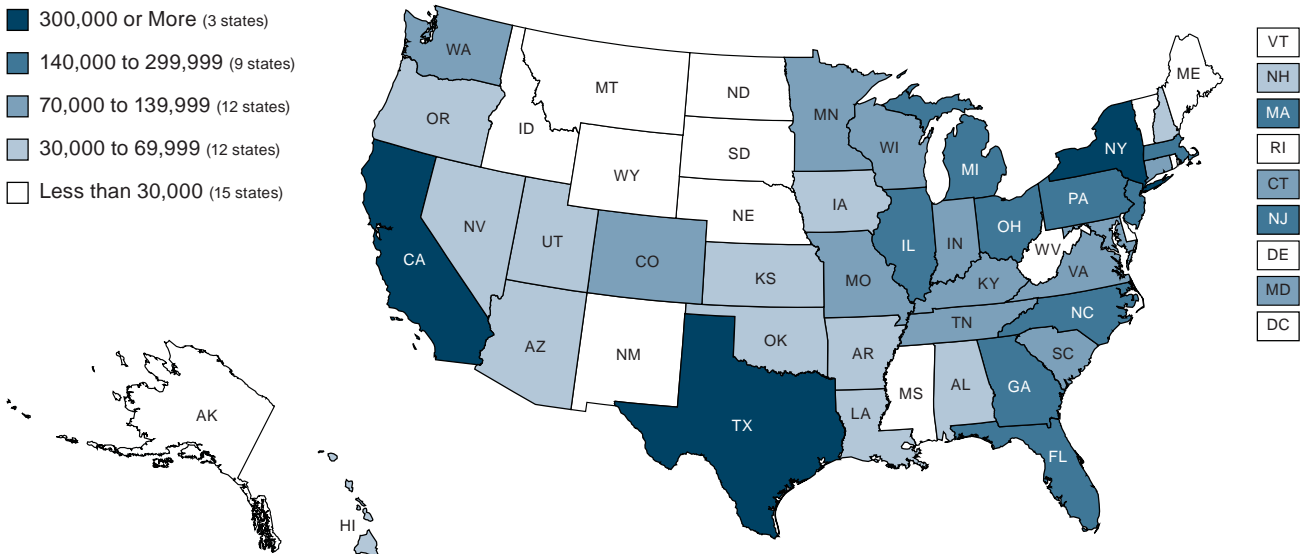 300,000 or More (3 states)
140,000 to 299,999 (9 states)
70,000 to 139,999 (12 states)
30,000 to 69,999 (12 states)
Less than 30,000 (15 states)
WA
OR
CA
NV
ID
MT
WY
UT
CO
AZ
NM
ND
SD
NE
KS
OK
TX
MN
IA
MO
AR
LA
WI
IL
MI
IN
OH
KY
TN
MS
AL
GA
FL
SC
NC
VA
WV
PA
NY
ME
AK
HI
VT
NH
MA
RI
CT
NJ
DE
MD
DC